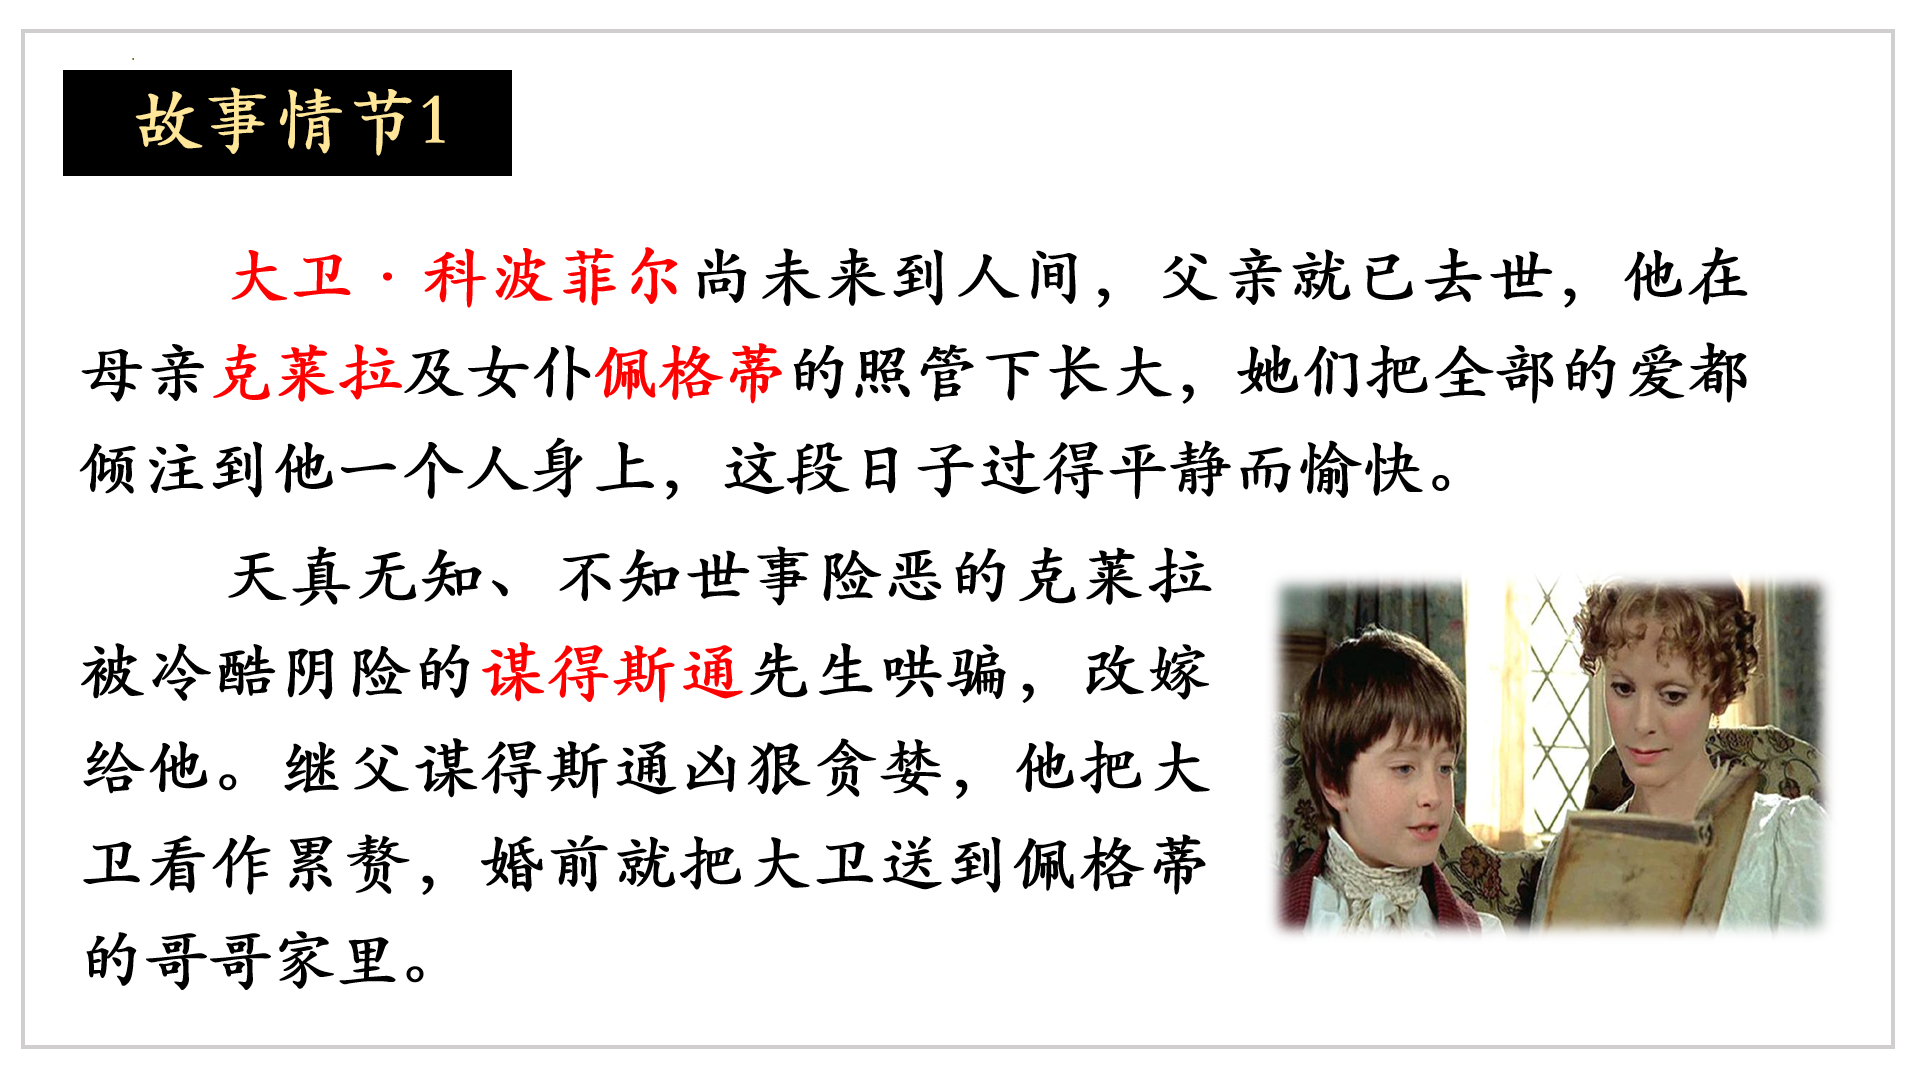 故事情节1
大卫·科波菲尔尚未来到人间，父亲就已去世，他在
母亲克莱拉及女仆佩格蒂的照管下长大，她们把全部的爱都
倾注到他一个人身上，这段日子过得平静而愉快。
天真无知、不知世事险恶的克莱拉
被冷酷阴险的谋得斯通先生哄骗，改嫁
给他。继父谋得斯通凶狠贪婪，他把大
卫看作累赘，婚前就把大卫送到佩格蒂
的哥哥家里。